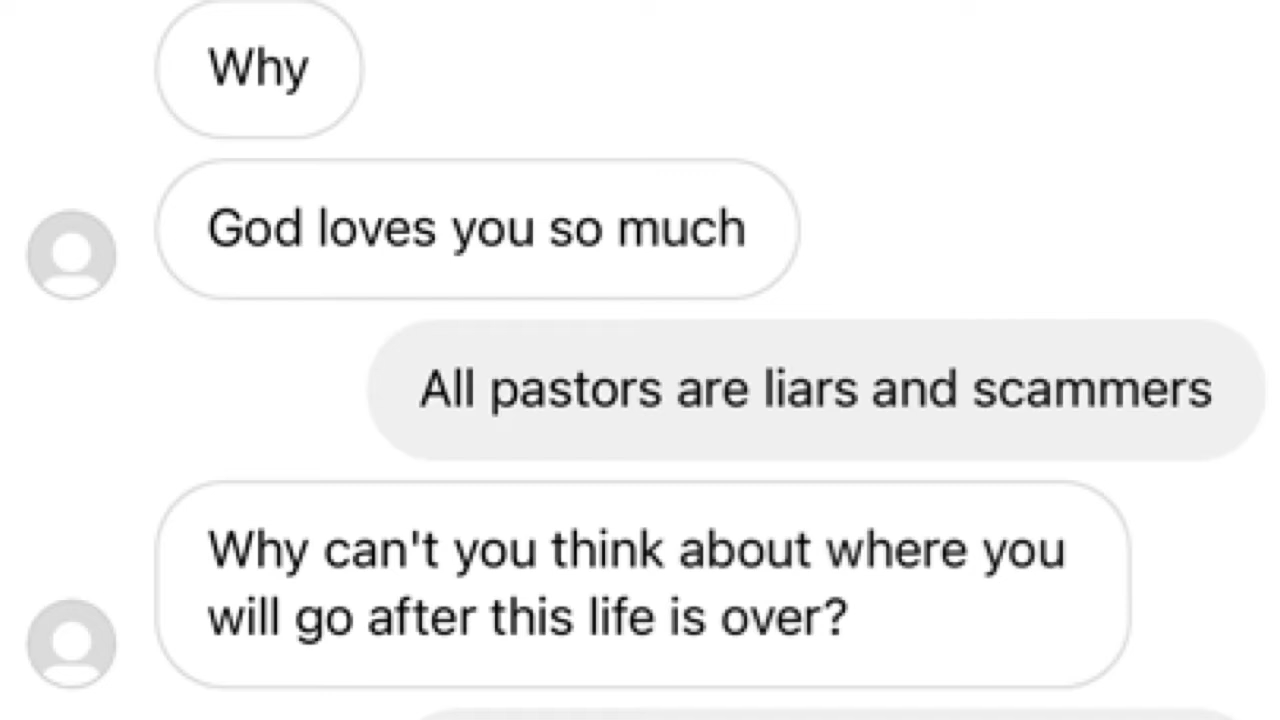 Why
God loves you so much
All pastors are liars and scammers
Why can't you think about where you
will go after this life is over?